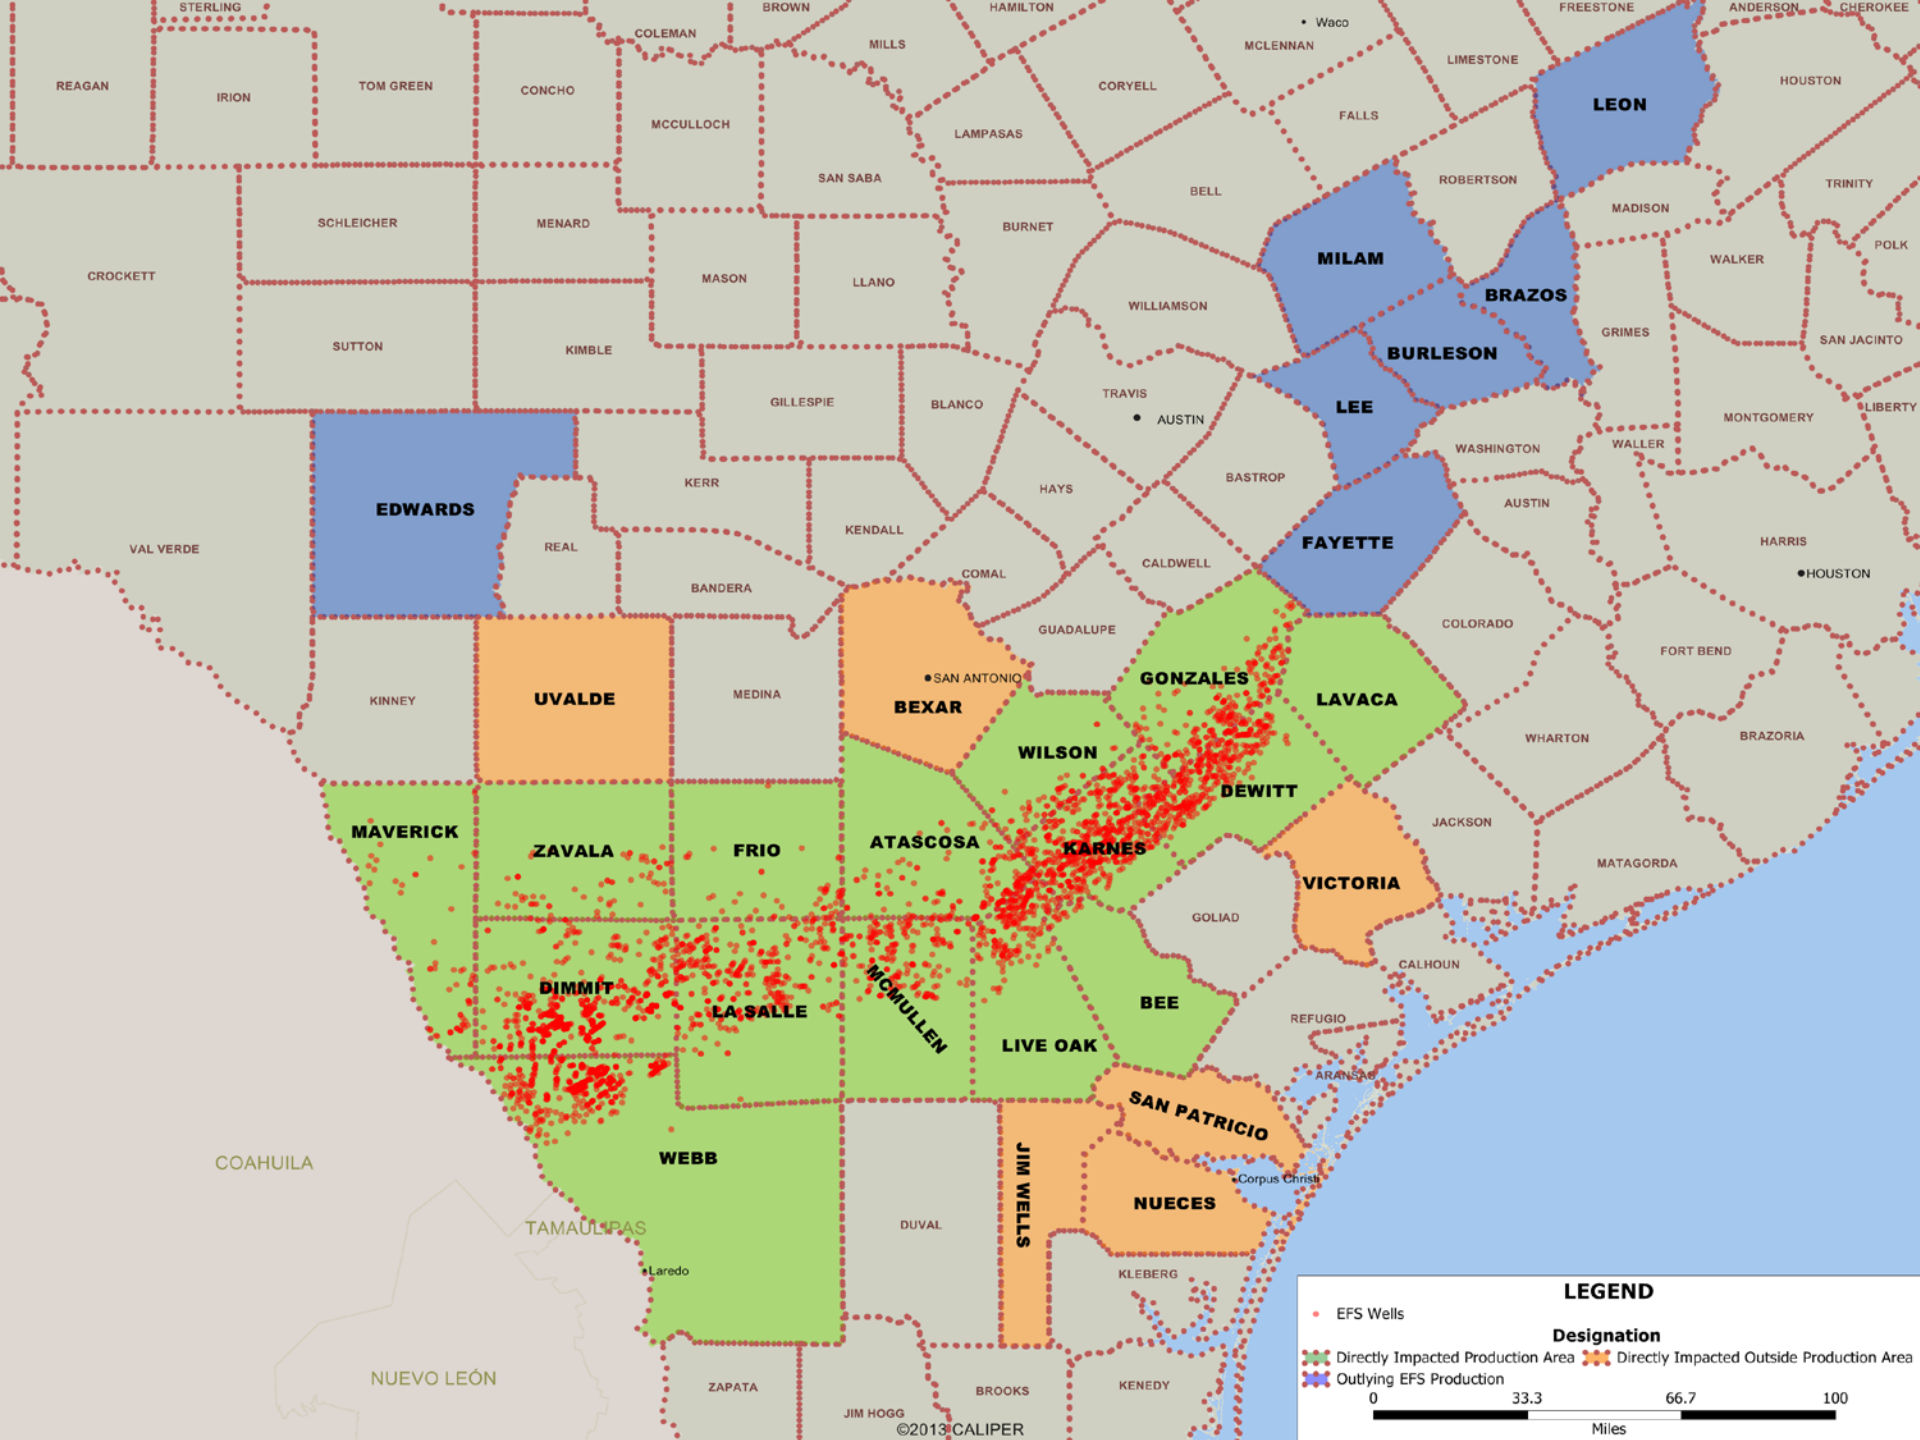 STERLING
BROWN
HAMILTON
FREESTONE
ANDERSON
CHEROKEE
COLEMAN
MILLS
MCLENNAN
Waco
LIMESTONE
REAGAN
IRION
TOM GREEN
CONCHO
MCCULLOCH
CORYELL
FALLS
LEON
HOUSTON
LAMPASAS
SAN SABA
BELL
ROBERTSON
MADISON
TRINITY
SCHLEICHER
MENARD
BURNET
CROCKETT
MASON
LLANO
MILAM
WALKER
POLK
BRAZOS
WILLIAMSON
SUTTON
KIMBLE
BURLESON
GRIMES
SAN JACINTO
GILLESPIE
BLANCO
TRAVIS
AUSTIN
LEE
MONTGOMERY
LIBERTY
WASHINGTON
WALLER
EDWARDS
KERR
HAYS
BASTROP
AUSTIN
VAL VERDE
REAL
KENDALL
FAYETTE
HARRIS
HOUSTON
BANDERA
COMAL
CALDWELL
GUADALUPE
COLORADO
FORT BEND
KINNEY
UVALDE
MEDINA
SAN ANTONIO
BEXAR
GONZALES
LAVACA
WILSON
WHARTON
BRAZORIA
DEWITT
MAVERICK
ZAVALA
FRIO
ATASCOSA
KARNES
JACKSON
MATAGORDA
VICTORIA
GOLIAD
CALHOUN
DIMMIT
LA SALLE
MCMULLEN
BEE
REFUGIO
LIVE OAK
ARANSAS
SAN PATRICIO
COAHUILA
WEBB
JIM WELLS
Corpus Christi
NUECES
TAMAULIPAS
DUVAL
Laredo
KLEBERG
NUEVO LEÓN
ZAPATA
JIM HOGG
BROOKS
KENEDY
©2013 CALIPER
LEGEND
EFS Wells
Designation
Directly Impacted Production Area
Directly Impacted Outside Production Area
Outlying EFS Production
0 33.3 66.7 100
Miles